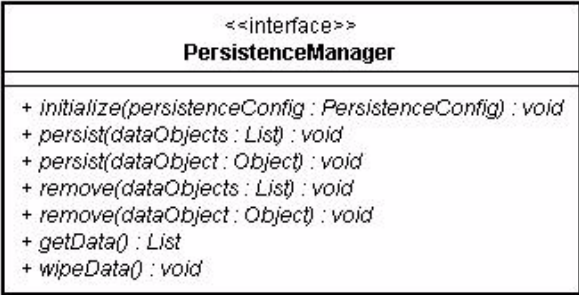 <<interface>>
PersistenceManager
+ initialize(persistenceConfig : PersistenceConfig) : void
+ persist(dataObjects : List) : void
+ persist(dataObject : Object) : void
+ remove(dataObjects : List) : void
+ remove(dataObject : Object) : void
+ getData() : List
+ wipeData() : void